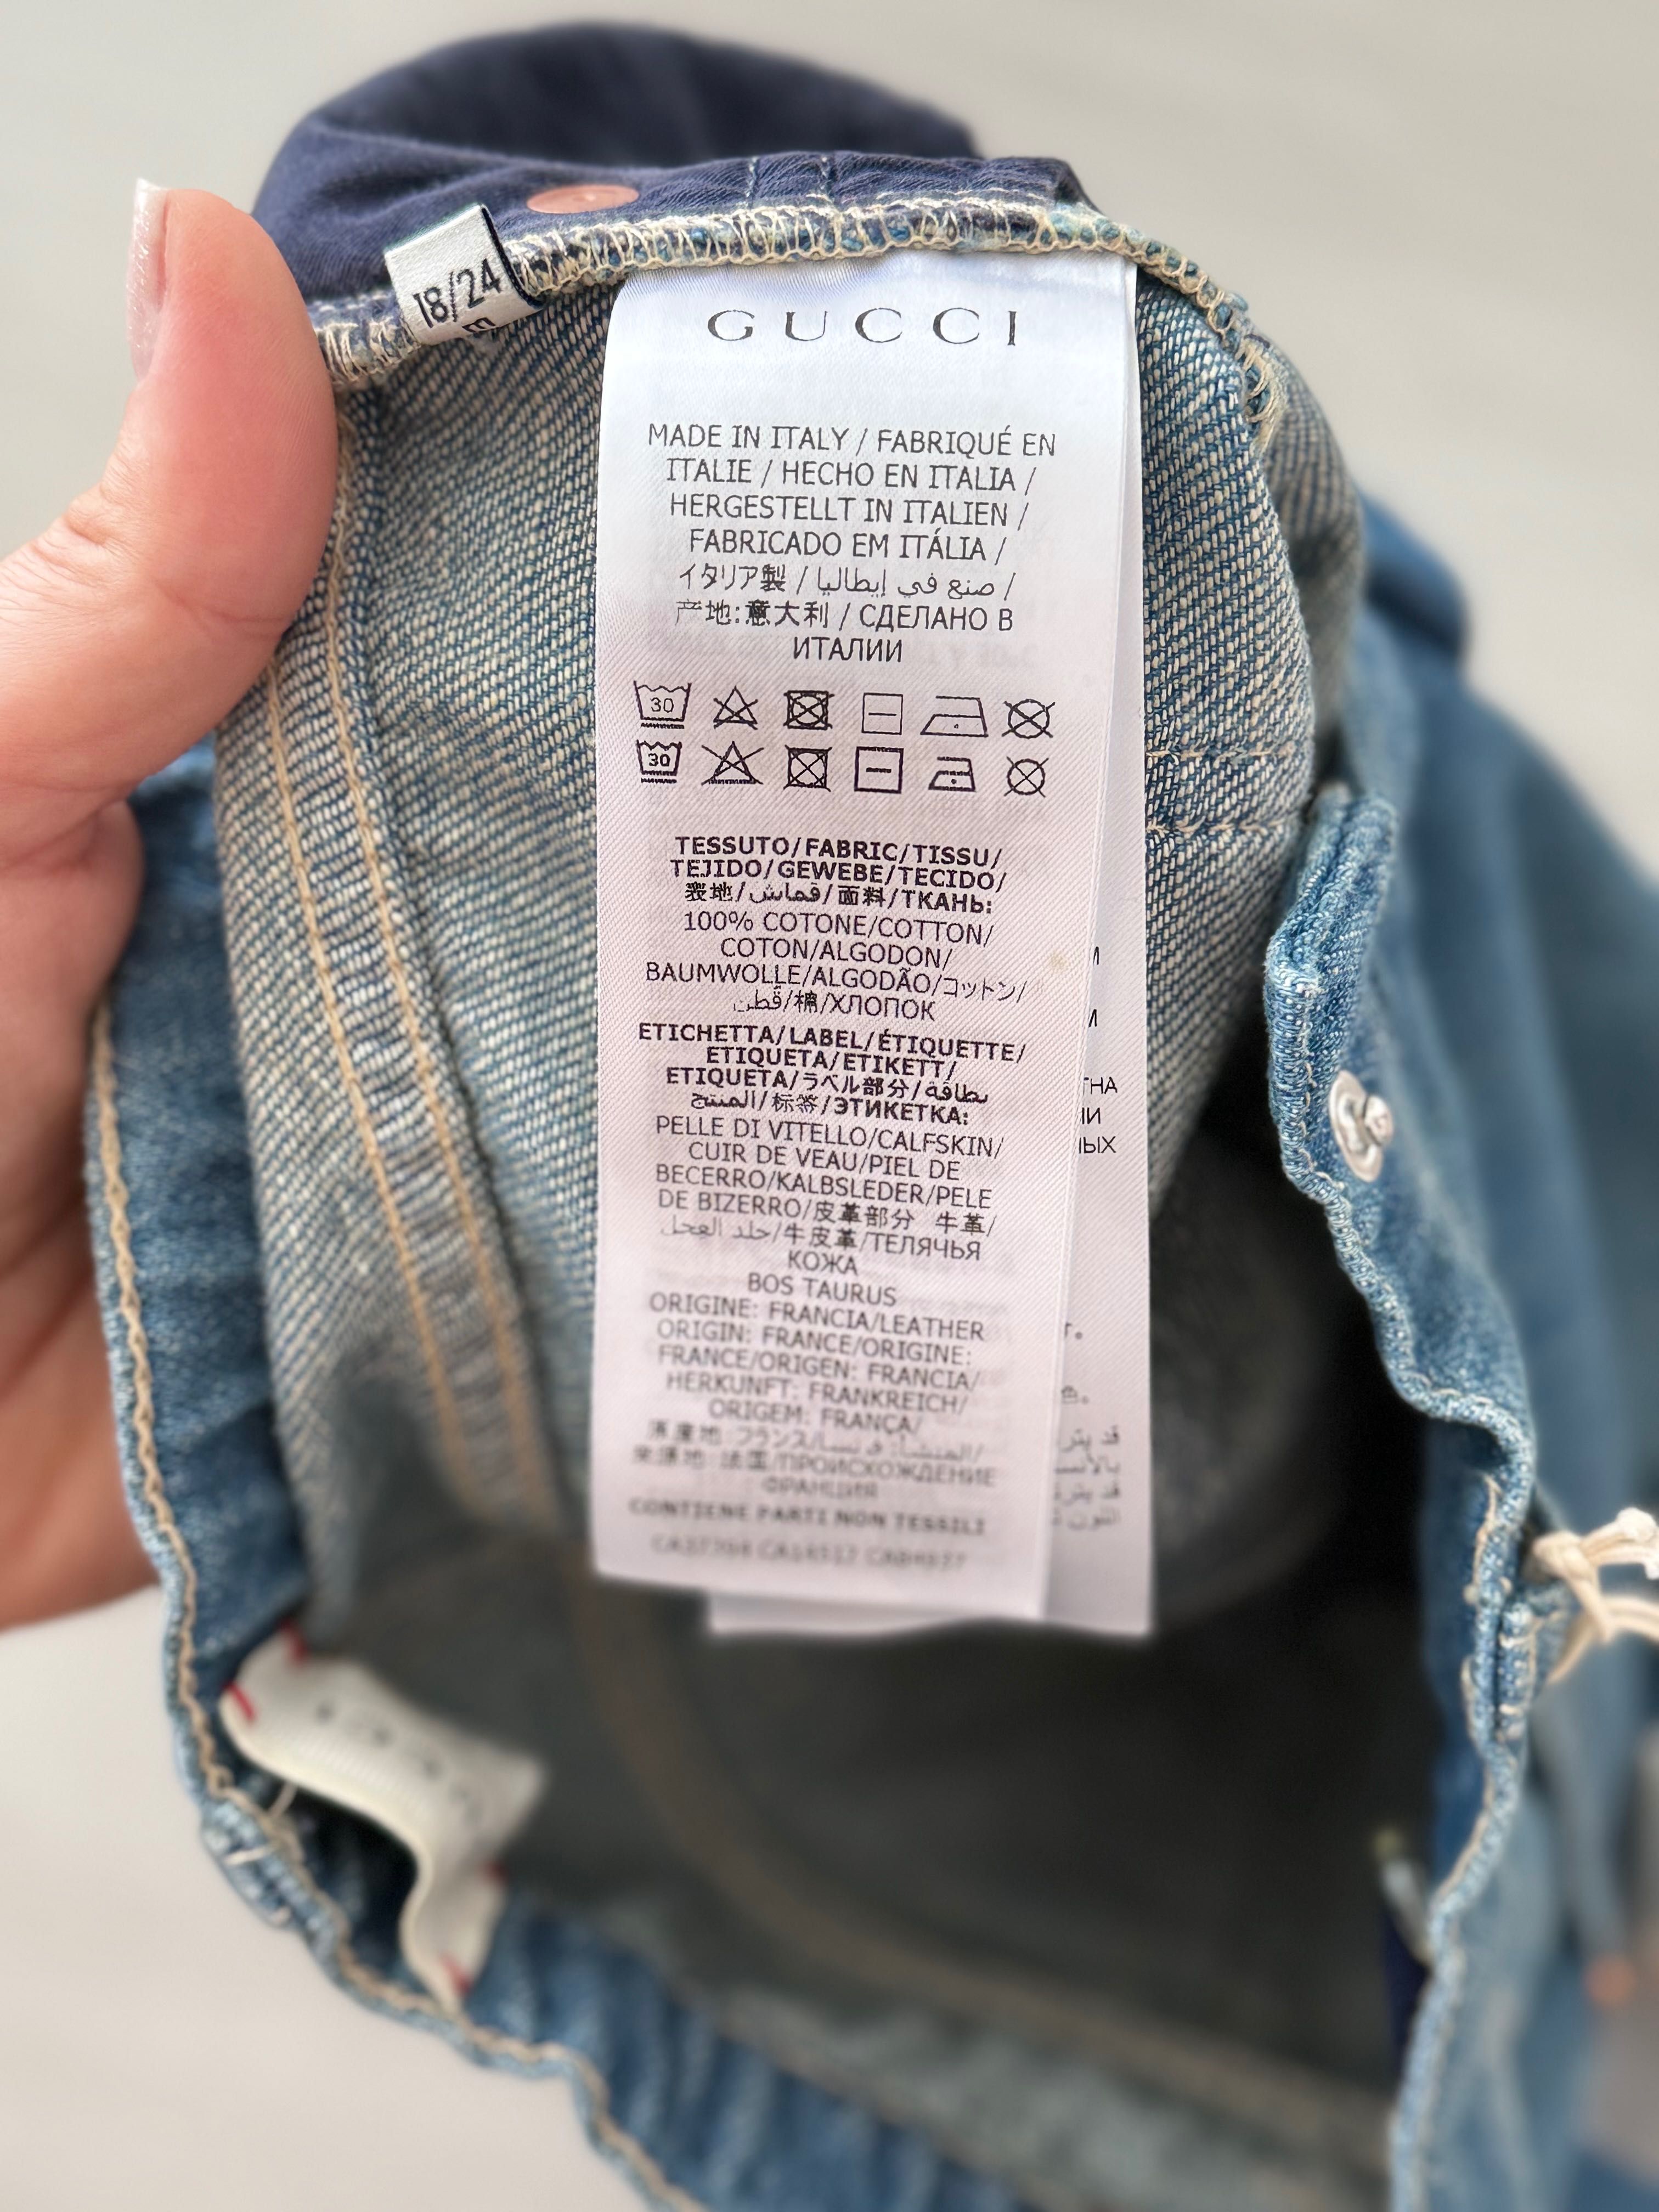 18/24
GUCCI
MADE IN ITALY / FABRIQUÉ EN
ITALIE / HECHO EN ITALIA /
HERGESTELLT IN ITALIEN /
FABRICADO EM ITÁLIA /
イタリア製 / صنع في إيطاليا /
产地:意大利 / СДЕЛАНО В
ИТАЛИИ
30
30
TESSUTO/FABRIC/TISSU/
TEJIDO/GEWEBE/TECIDO/
表地/قماش/面料/ТКАНЬ:
100% COTONE/COTTON/
COTON/ALGODON/
BAUMWOLLE/ALGODÃO/コットン/
قطن/棉/ХЛОПОК
ETICHETTA/LABEL/ÉTIQUETTE/
ETIQUETA/ETIKETT/
ETIQUETA/ラベル部分/بطاقة
المنتج/标签/ЭТИКЕТКА:
PELLE DI VITELLO/CALFSKIN/
CUIR DE VEAU/PIEL DE
BECERRO/KALBSLEDER/PELE
DE BIZERRO/皮革部分 牛革/
جلد العجل/牛皮革/ТЕЛЯЧЬЯ
КОЖА
BOS TAURUS
ORIGINE: FRANCIA/LEATHER
ORIGIN: FRANCE/ORIGINE:
FRANCE/ORIGEN: FRANCIA/
HERKUNFT: FRANKREICH/
ORIGEM: FRANÇA/
原産地: フランス/المنشأ: فرنسا/
来源地: 法国/ПРОИСХОЖДЕНИЕ
ФРАНЦИЯ
CONTIENE PARTI NON TESSILI